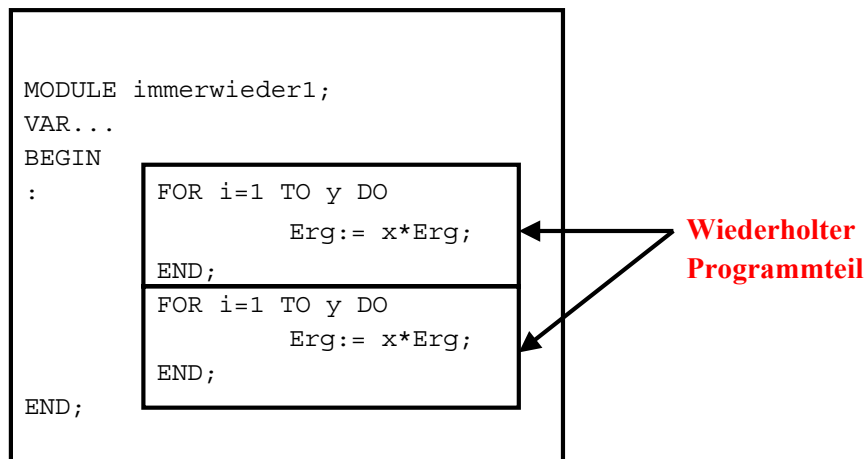 MODULE immerwieder1;
VAR...
BEGIN
: FOR i=1 TO y DO
Erg:= x*Erg;
END;
FOR i=1 TO y DO
Erg:= x*Erg;
END;
END;
Wiederholter
Programmteil